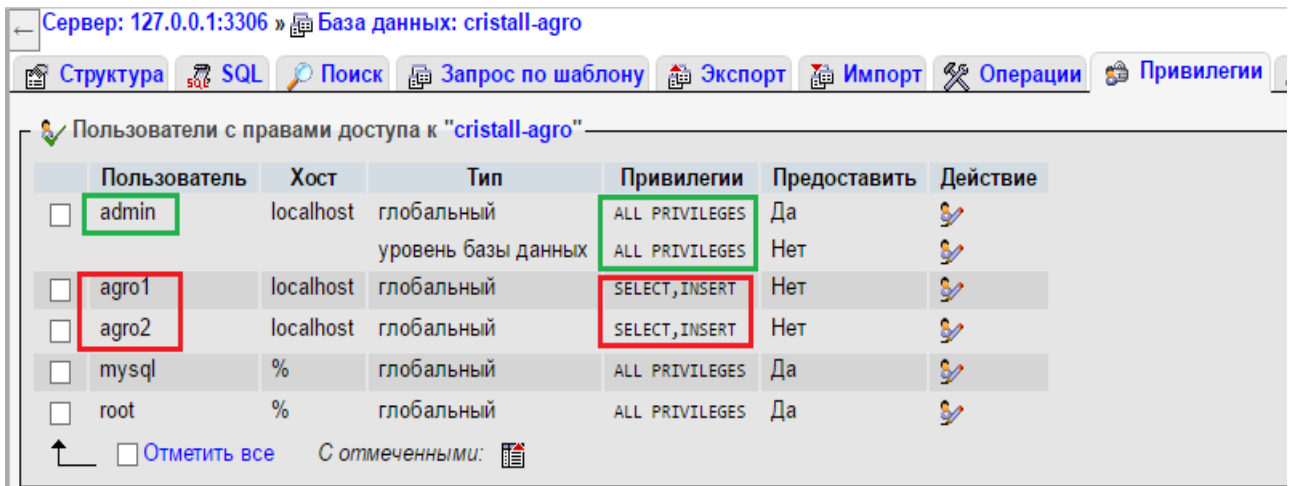 ← Сервер: 127.0.0.1:3306 » База данных: cristall-agro
Структура SQL Поиск Запрос по шаблону Экспорт Импорт Операции Привилегии
Пользователи с правами доступа к "cristall-agro"
Пользователь Хост Тип Привилегии Предоставить Действие
admin localhost глобальный ALL PRIVILEGES Да
уровень базы данных ALL PRIVILEGES Нет
agro1 localhost глобальный SELECT,INSERT Нет
agro2 localhost глобальный SELECT,INSERT Нет
mysql % глобальный ALL PRIVILEGES Да
root % глобальный ALL PRIVILEGES Да
Отметить все С отмеченными: